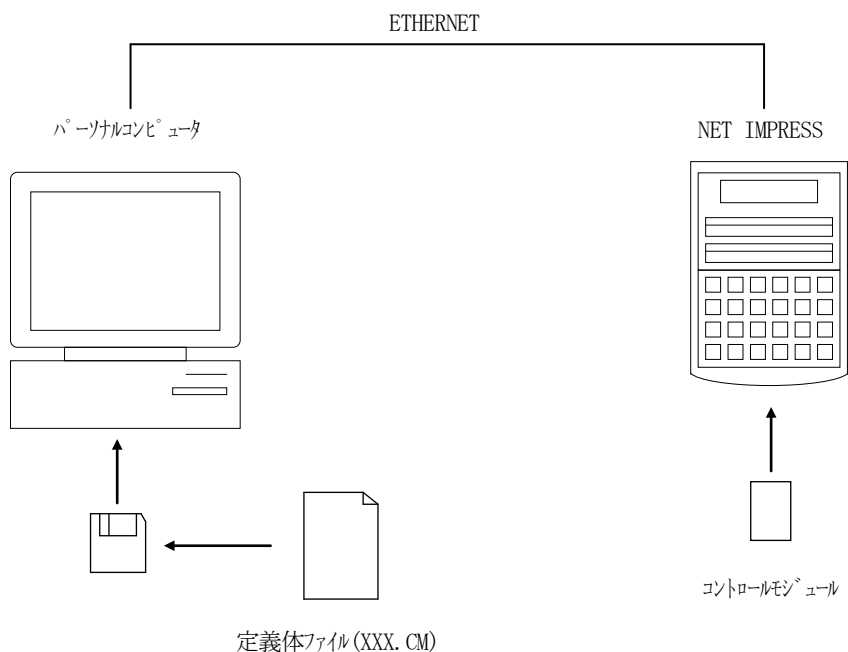 ETHERNET
ﾊﾟｰｿﾅﾙｺﾝﾋﾟｭｰﾀ
NET IMPRESS
ｺﾝﾄﾛｰﾙﾓｼﾞｭｰﾙ
定義体ﾌｧｲﾙ(XXX.CM)